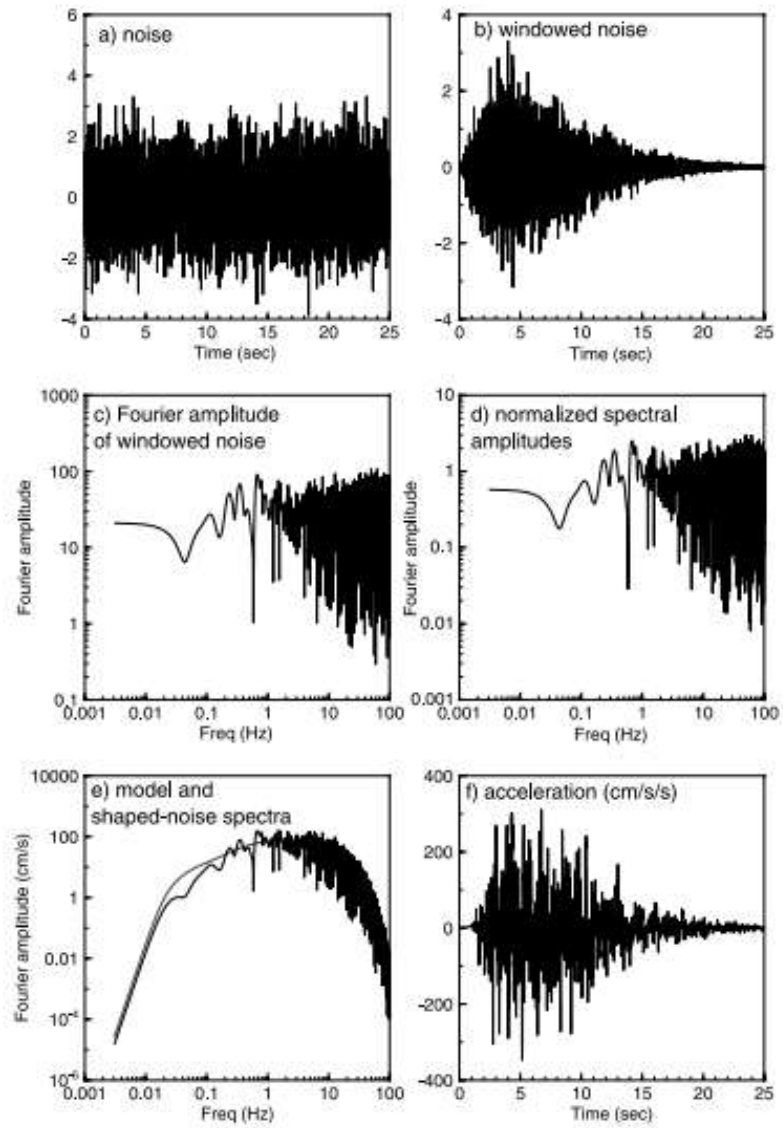 a) noise
6
4
2
0
-2
-4
0 5 10 15 20 25
Time (sec)
b) windowed noise
4
2
0
-2
-4
0 5 10 15 20 25
Time (sec)
c) Fourier amplitude
of windowed noise
Fourier amplitude
1000
100
10
1
0.1
0.001 0.01 0.1 1 10 100
Freq (Hz)
d) normalized spectral
amplitudes
Fourier amplitude
10
1
0.1
0.01
0.001
0.001 0.01 0.1 1 10 100
Freq (Hz)
e) model and
shaped-noise spectra
Fourier amplitude (cm/s)
10000
100
1
0.01
0.001 0.01 0.1 1 10 100
Freq (Hz)
f) acceleration (cm/s/s)
400
200
0
-200
-400
0 5 10 15 20 25
Time (sec)